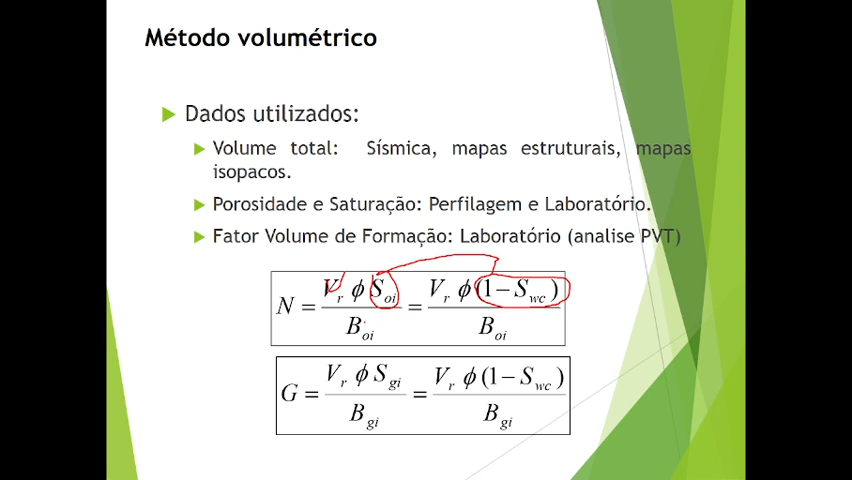 Método volumétrico
Dados utilizados:
Volume total: Sísmica, mapas estruturais, mapas
isopacos.
Porosidade e Saturação: Perfilagem e Laboratório.
Fator Volume de Formação: Laboratório (analise PVT)
N = V_r ϕ S_oi / B_oi = V_r ϕ (1 − S_wc) / B_oi
G = V_r ϕ S_gi / B_gi = V_r ϕ (1 − S_wc) / B_gi